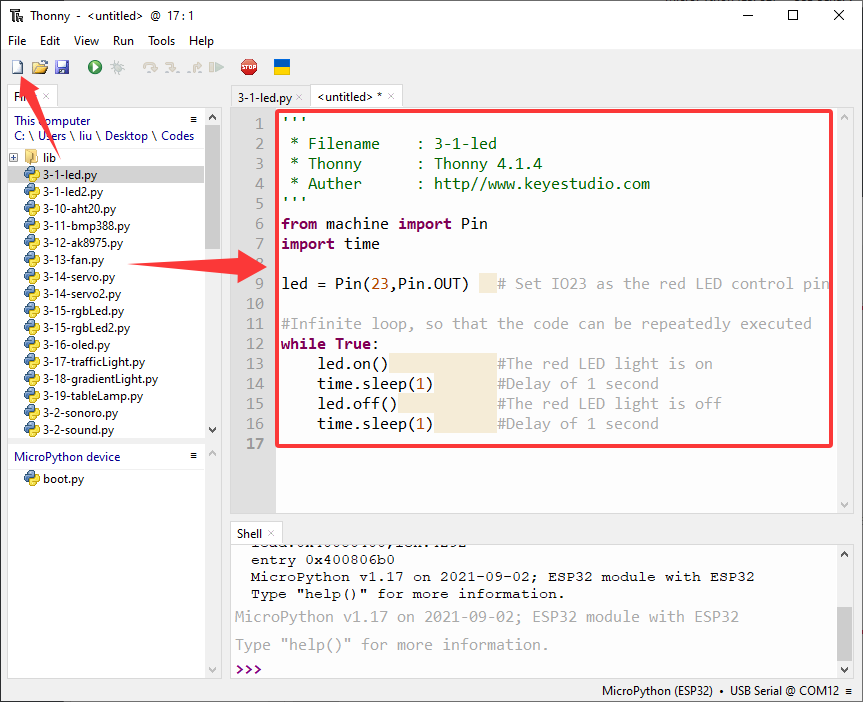 Thonny - <untitled> @ 17:1
File Edit View Run Tools Help
STOP
3-1-led.py
<untitled> *
This computer
C: \ Users \ liu \ Desktop \ Codes
lib
3-1-led.py
3-1-led2.py
3-10-aht20.py
3-11-bmp388.py
3-12-ak8975.py
3-13-fan.py
3-14-servo.py
3-14-servo2.py
3-15-rgbLed.py
3-15-rgbLed2.py
3-16-oled.py
3-17-trafficLight.py
3-18-gradientLight.py
3-19-tableLamp.py
3-2-sonoro.py
3-2-sound.py
MicroPython device
boot.py
1 '''
2 * Filename : 3-1-led
3 * Thonny : Thonny 4.1.4
4 * Auther : http//www.keyestudio.com
5 '''
6 from machine import Pin
7 import time
8
9 led = Pin(23,Pin.OUT) # Set IO23 as the red LED control pin
10
11 #Infinite loop, so that the code can be repeatedly executed
12 while True:
13 led.on() #The red LED light is on
14 time.sleep(1) #Delay of 1 second
15 led.off() #The red LED light is off
16 time.sleep(1) #Delay of 1 second
17
Shell
entry 0x400806b0
MicroPython v1.17 on 2021-09-02; ESP32 module with ESP32
Type "help()" for more information.
MicroPython v1.17 on 2021-09-02; ESP32 module with ESP32
Type "help()" for more information.
>>>
MicroPython (ESP32) • USB Serial @ COM12